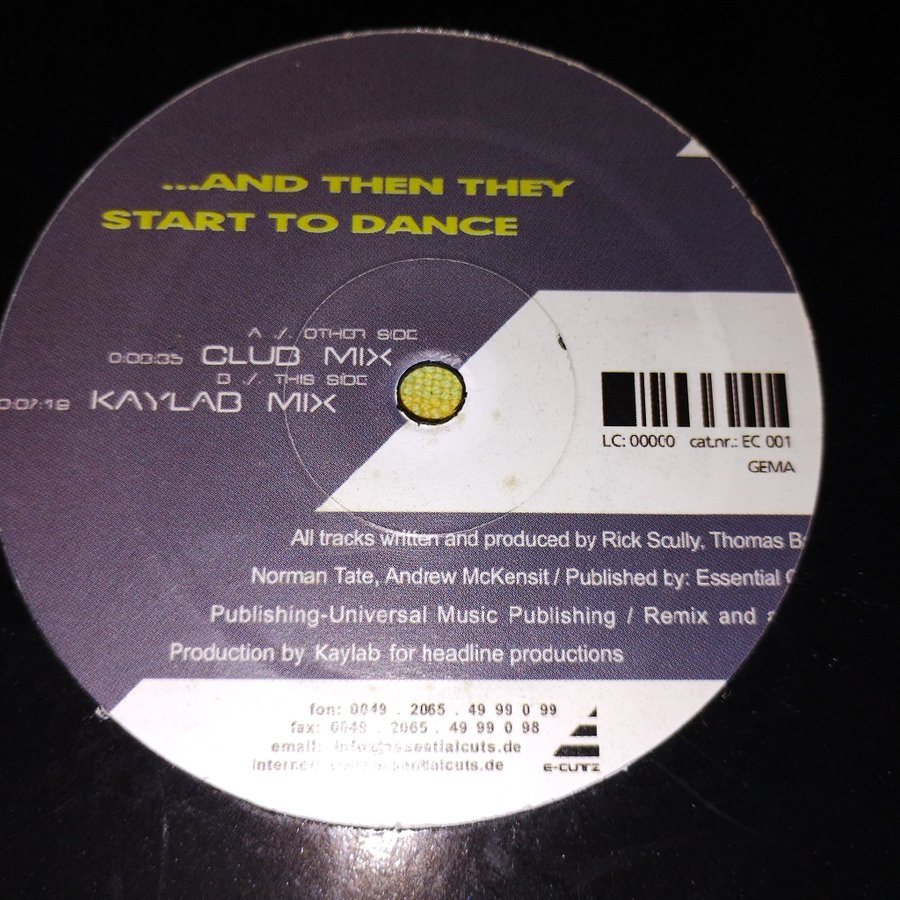 ...AND THEN THEY
START TO DANCE
A ./. OTHER SIDE
CLUB MIX
B ./. THIS SIDE
0:07:19 KAYLAB MIX
LC: 00000 cat.nr.: EC 001
GEMA
All tracks written and produced by Rick Scully, Thomas
Norman Tate, Andrew McKensit / Published by: Essential
Publishing-Universal Music Publishing / Remix and
Production by Kaylab for headline productions
fon: 0049 . 2065 . 49 99 0 99
fax: 0049 . 2065 . 49 99 0 98
email: info@essentialcuts.de
internet:
E-CUTZ